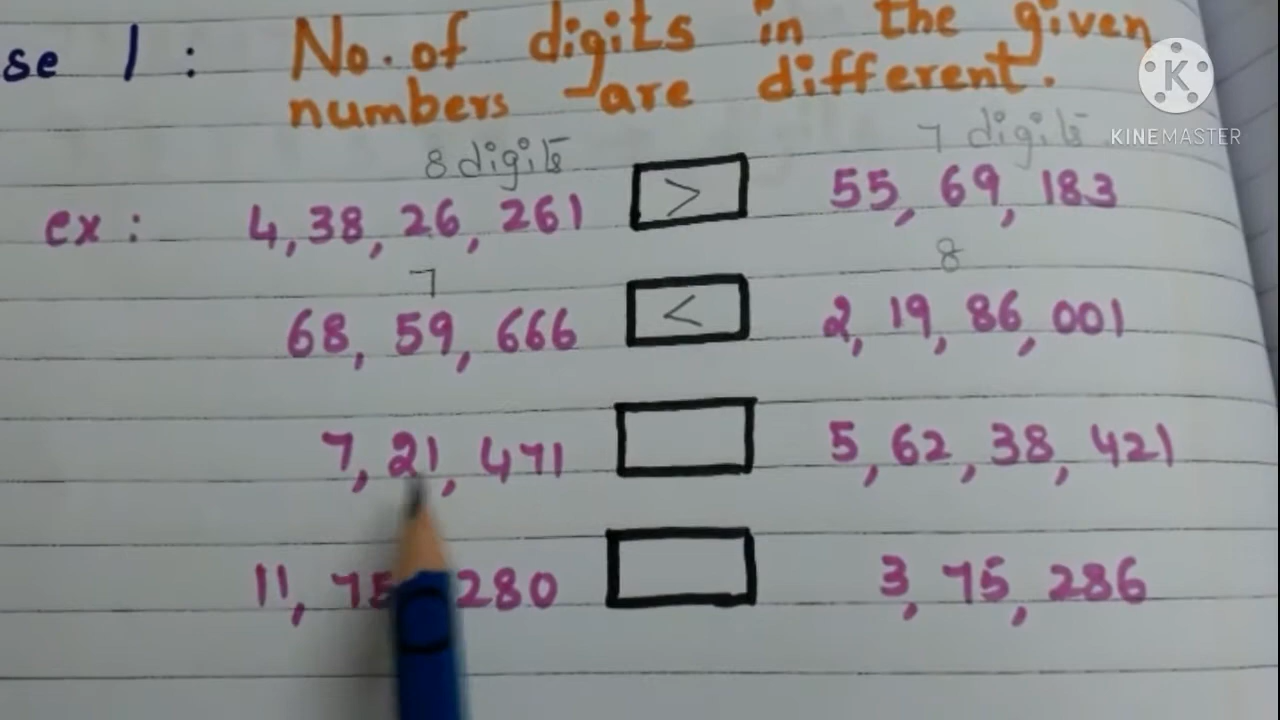 se 1 : No. of digits in the given
numbers are different.
KINEMASTER
8 digits 7 digits
ex : 4,38,26,261 > 55,69,183
7 8
68,59,666 < 2,19,86,001
7,21,471 5,62,38,421
11,75 280 3,75,286